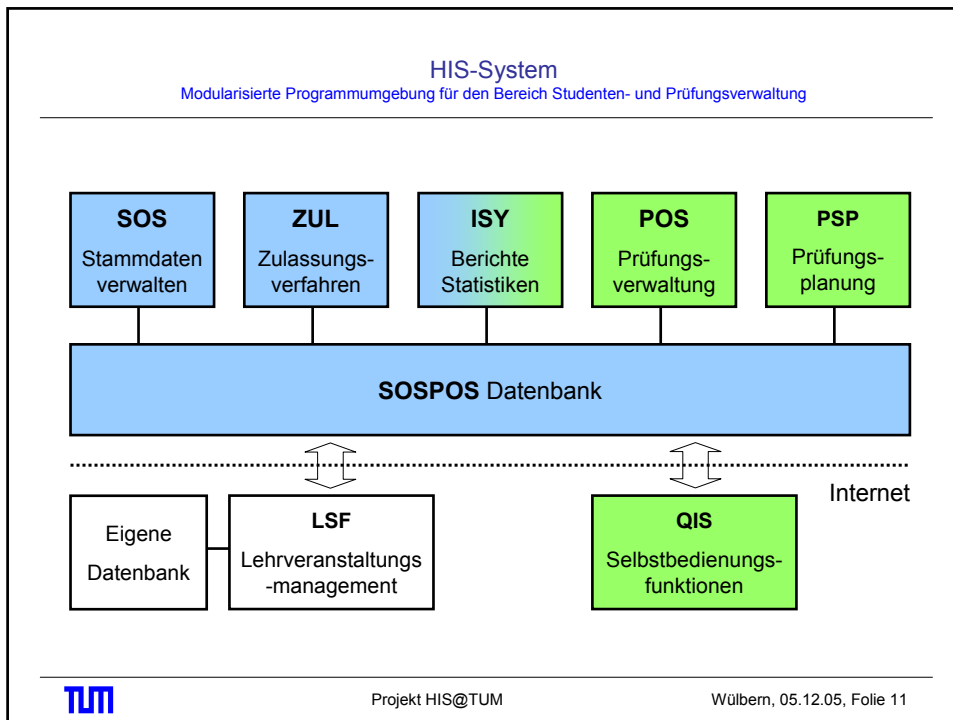 HIS-System
Modularisierte Programmumgebung für den Bereich Studenten- und Prüfungsverwaltung
SOS
Stammdaten
verwalten
ZUL
Zulassungs-
verfahren
ISY
Berichte
Statistiken
POS
Prüfungs-
verwaltung
PSP
Prüfungs-
planung
SOSPOS Datenbank
Internet
Eigene
Datenbank
LSF
Lehrveranstaltungs
-management
QIS
Selbstbedienungs-
funktionen
TUM
Projekt HIS@TUM
Wülbern, 05.12.05, Folie 11